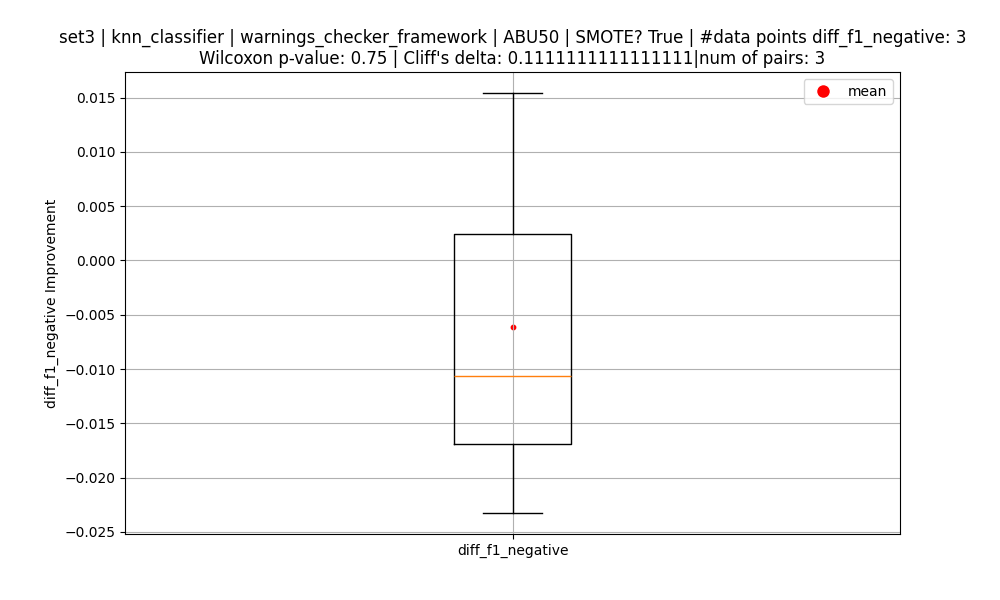 set3 | knn_classifier | warnings_checker_framework | ABU50 | SMOTE? True | #data points diff_f1_negative: 3
Wilcoxon p-value: 0.75 | Cliff's delta: 0.1111111111111111|num of pairs: 3
mean
0.015
0.010
0.005
0.000
−0.005
−0.010
−0.015
−0.020
−0.025
diff_f1_negative Improvement
diff_f1_negative